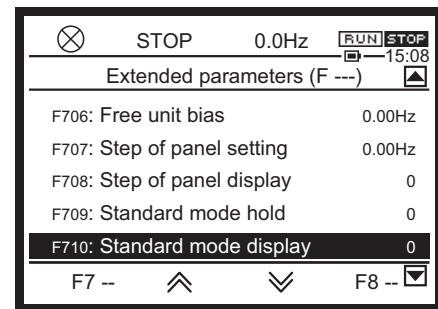 STOP 0.0Hz RUN STOP
15:08
Extended parameters (F ---)
F706: Free unit bias 0.00Hz
F707: Step of panel setting 0.00Hz
F708: Step of panel display 0
F709: Standard mode hold 0
F710: Standard mode display 0
F7 -- F8 --